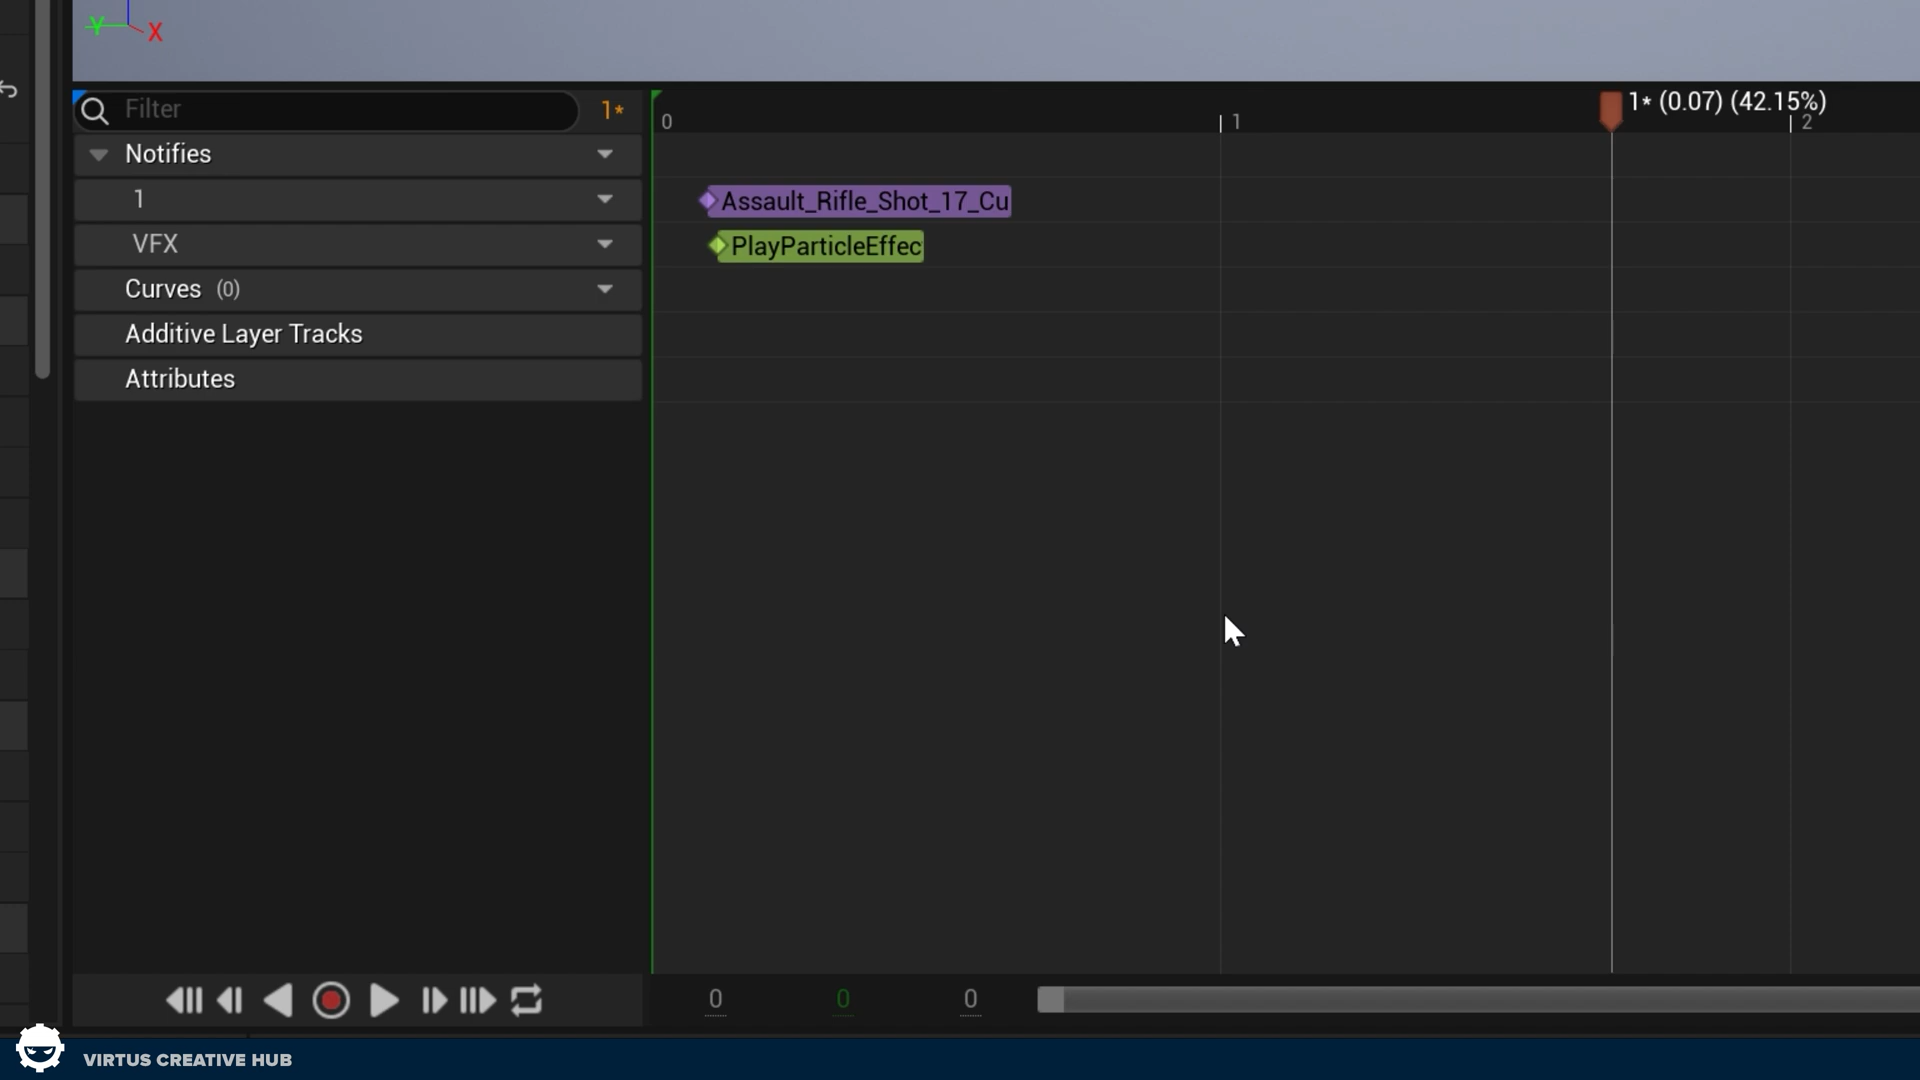 Y
X
Filter
1*
0
1
1* (0.07) (42.15%)
2
Notifies
1
Assault_Rifle_Shot_17_Cu
VFX
PlayParticleEffec
Curves (0)
Additive Layer Tracks
Attributes
0
0
0
VIRTUS CREATIVE HUB